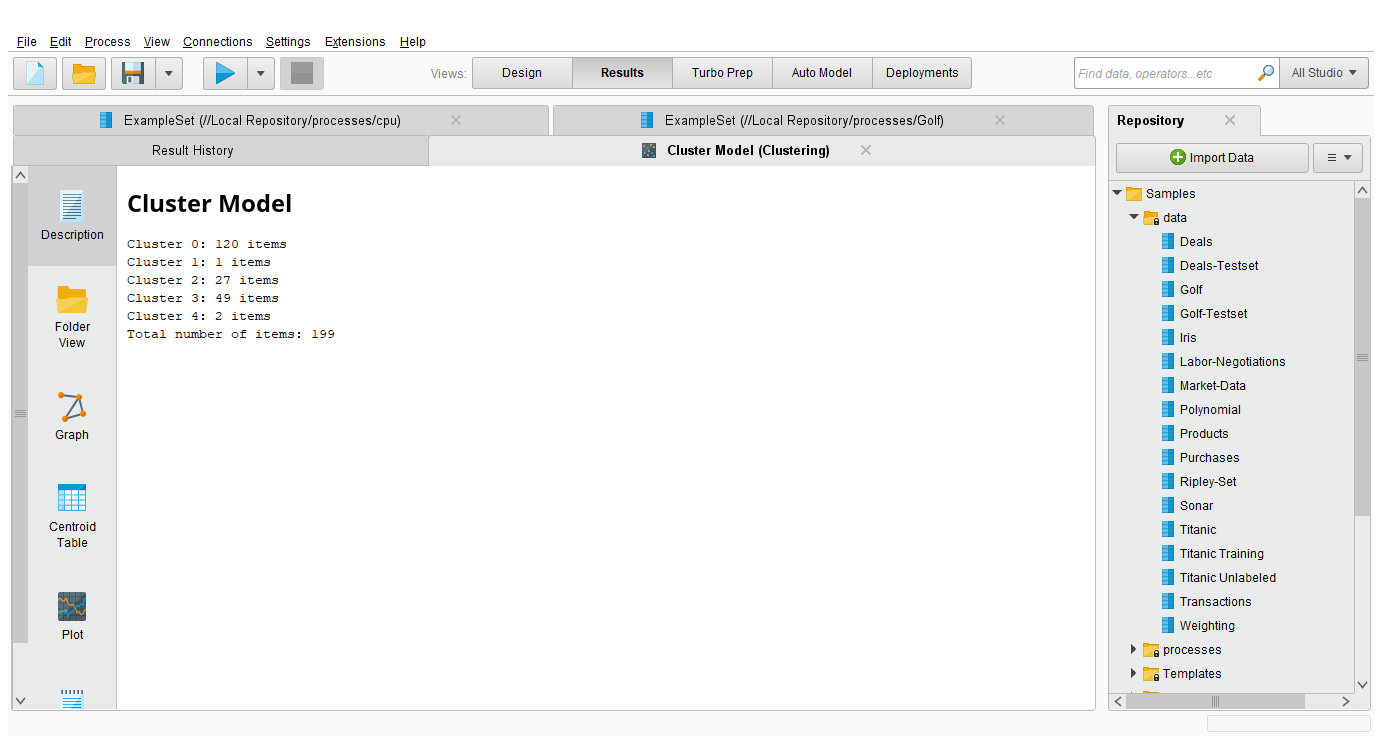 File Edit Process View Connections Settings Extensions Help
Views: Design Results Turbo Prep Auto Model Deployments
Find data, operators...etc
All Studio
ExampleSet (//Local Repository/processes/cpu)
ExampleSet (//Local Repository/processes/Golf)
Result History
Cluster Model (Clustering)
Description
Folder
View
Graph
Centroid
Table
Plot
Cluster Model
Cluster 0: 120 items
Cluster 1: 1 items
Cluster 2: 27 items
Cluster 3: 49 items
Cluster 4: 2 items
Total number of items: 199
Repository
Import Data
Samples
data
Deals
Deals-Testset
Golf
Golf-Testset
Iris
Labor-Negotiations
Market-Data
Polynomial
Products
Purchases
Ripley-Set
Sonar
Titanic
Titanic Training
Titanic Unlabeled
Transactions
Weighting
processes
Templates